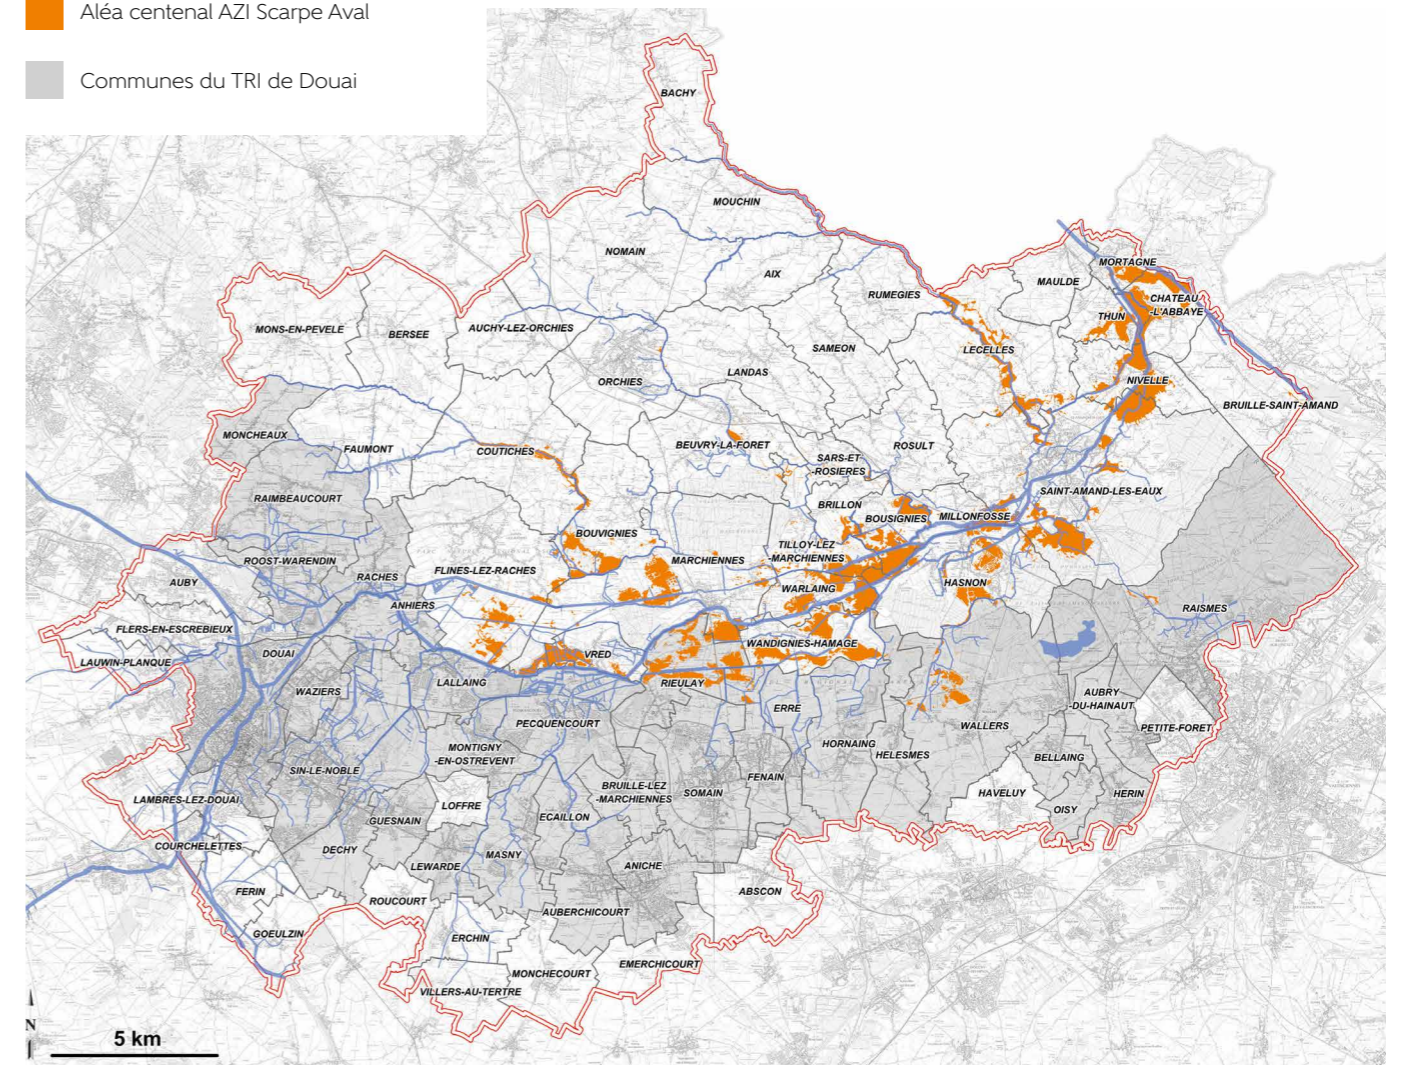 Aléa centenal AZI Scarpe Aval
Communes du TRI de Douai
BACHY
MOUCHIN
NOMAIN
AIX
MORTAGNE
MAULDE
RUMEGIES
CHATEAU
-L'ABBAYE
THUN
MONS-EN-PEVELE
BERSEE
AUCHY-LEZ-ORCHIES
SAMEON
LECELLES
LANDAS
ORCHIES
NIVELLE
BRUILLE-SAINT-AMAND
MONCHEAUX
FAUMONT
COUTICHES
BEUVRY-LA-FORET
ROSULT
SARS-ET
-ROSIERES
RAIMBEAUCOURT
SAINT-AMAND-LES-EAUX
BRILLON
BOUSIGNIES
MILLONFOSSE
BOUVIGNIES
TILLOY-LEZ
-MARCHIENNES
ROOST-WARENDIN
MARCHIENNES
FLINES-LEZ-RACHES
RACHES
AUBY
WARLAING
HASNON
ANHIERS
RAISMES
FLERS-EN-ESCREBIEUX
WANDIGNIES-HAMAGE
DOUAI
VRED
LAUWIN-PLANQUE
LALLAING
RIEULAY
WAZIERS
AUBRY
-DU-HAINAUT
ERRE
PECQUENCOURT
WALLERS
PETITE-FORET
MONTIGNY
-EN-OSTREVENT
HORNAING
HELESMES
BELLAING
SIN-LE-NOBLE
FENAIN
BRUILLE-LEZ
-MARCHIENNES
SOMAIN
HAVELUY
HERIN
LAMBRES-LEZ-DOUAI
LOFFRE
OISY
GUESNAIN
ECAILLON
COURCHELETTES
DECHY
MASNY
LEWARDE
ANICHE
FERIN
ABSCON
ROUCOURT
AUBERCHICOURT
GOEULZIN
ERCHIN
EMERCHICOURT
MONCHECOURT
VILLERS-AU-TERTRE
N
5 km